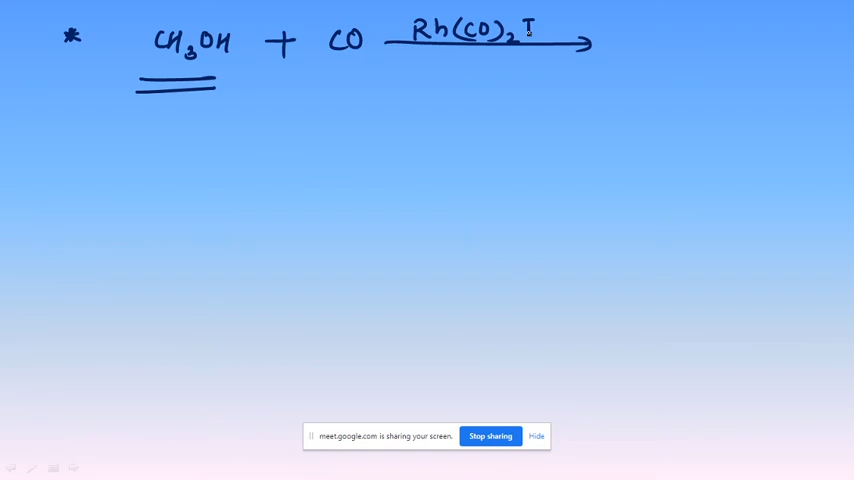 * CH₃OH + CO Rh(CO)₂I →
meet.google.com is sharing your screen. Stop sharing Hide